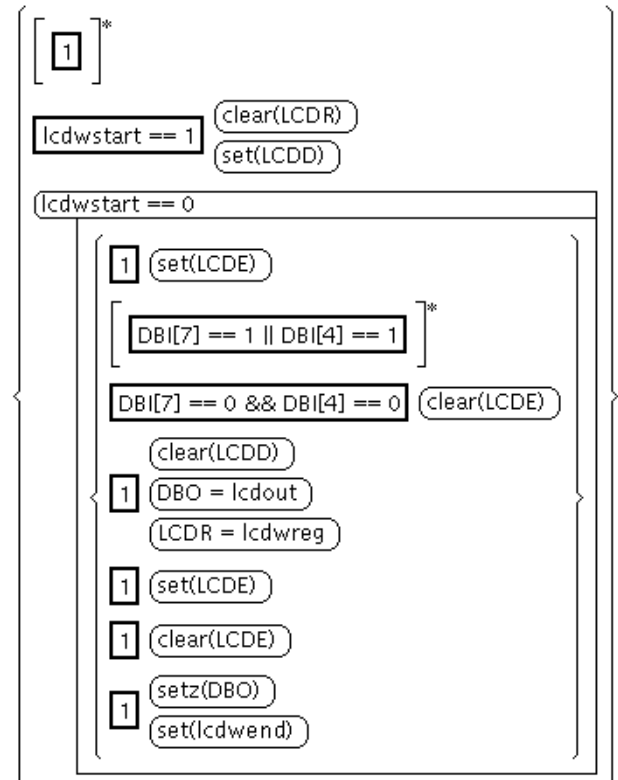 [ 1 ]*
lcdwstart == 1 clear(LCDR)
set(LCDD)
lcdwstart == 0
1 set(LCDE)
[ DBI[7] == 1 || DBI[4] == 1 ]*
DBI[7] == 0 && DBI[4] == 0 clear(LCDE)
clear(LCDD)
1 DBO = lcdout
LCDR = lcdwreg
1 set(LCDE)
1 clear(LCDE)
1 setz(DBO)
set(lcdwend)